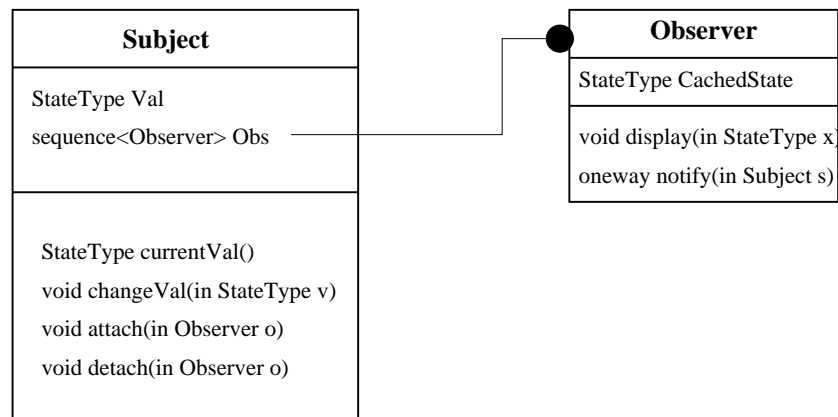 Subject
StateType Val
sequence<Observer> Obs
StateType currentVal()
void changeVal(in StateType v)
void attach(in Observer o)
void detach(in Observer o)
Observer
StateType CachedState
void display(in StateType x)
oneway notify(in Subject s)